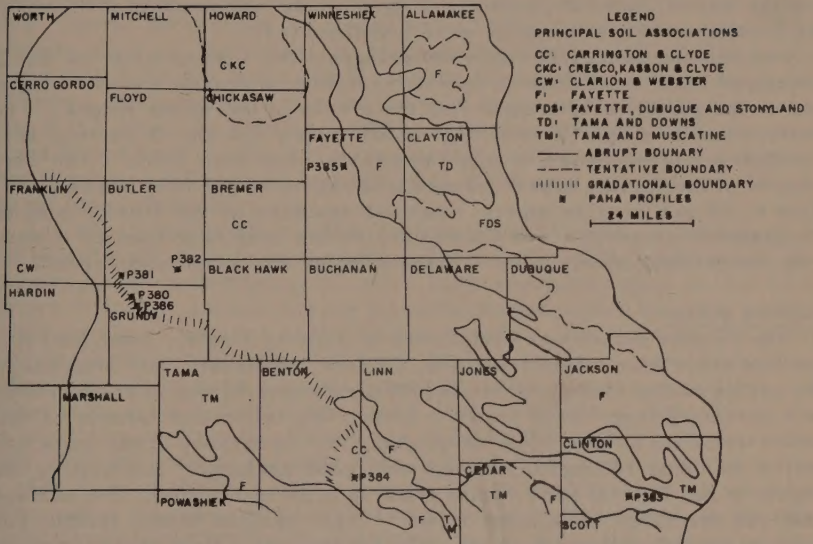 WORTH
MITCHELL
HOWARD
WINNESHIEK
ALLAMAKEE
CKC
F
CERRO GORDO
FLOYD
CHICKASAW
FAYETTE
P385
F
CLAYTON
TD
FRANKLIN
BUTLER
BREMER
CC
FDS
CW
P382
P381
BLACK HAWK
BUCHANAN
DELAWARE
DUBUQUE
HARDIN
P380
P386
GRUNDY
MARSHALL
TAMA
TM
BENTON
LINN
JONES
JACKSON
F
CC
F
P384
CLINTON
CEDAR
TM
F
TM
P383
POWASHIEK
F
F
TM
SCOTT
LEGEND
PRINCIPAL SOIL ASSOCIATIONS
CC: CARRINGTON & CLYDE
CKC: CRESCO, KASSON & CLYDE
CW: CLARION & WEBSTER
F: FAYETTE
FDS: FAYETTE, DUBUQUE AND STONYLAND
TD: TAMA AND DOWNS
TM: TAMA AND MUSCATINE
ABRUPT BOUNARY
TENTATIVE BOUNDARY
GRADATIONAL BOUNDARY
PAHA PROFILES
24 MILES